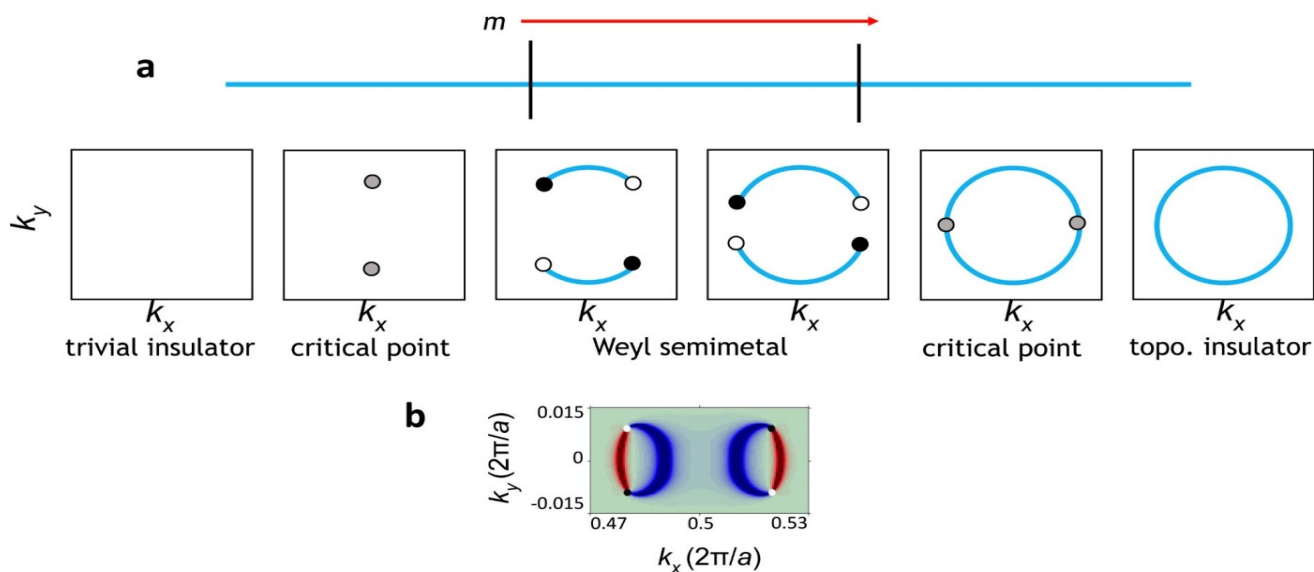 m
a
k_y
k_x k_x k_x k_x k_x k_x
trivial insulator critical point Weyl semimetal critical point topo. insulator
b
k_y (2π/a)
0.015
0
-0.015
0.47 0.5 0.53
k_x (2π/a)